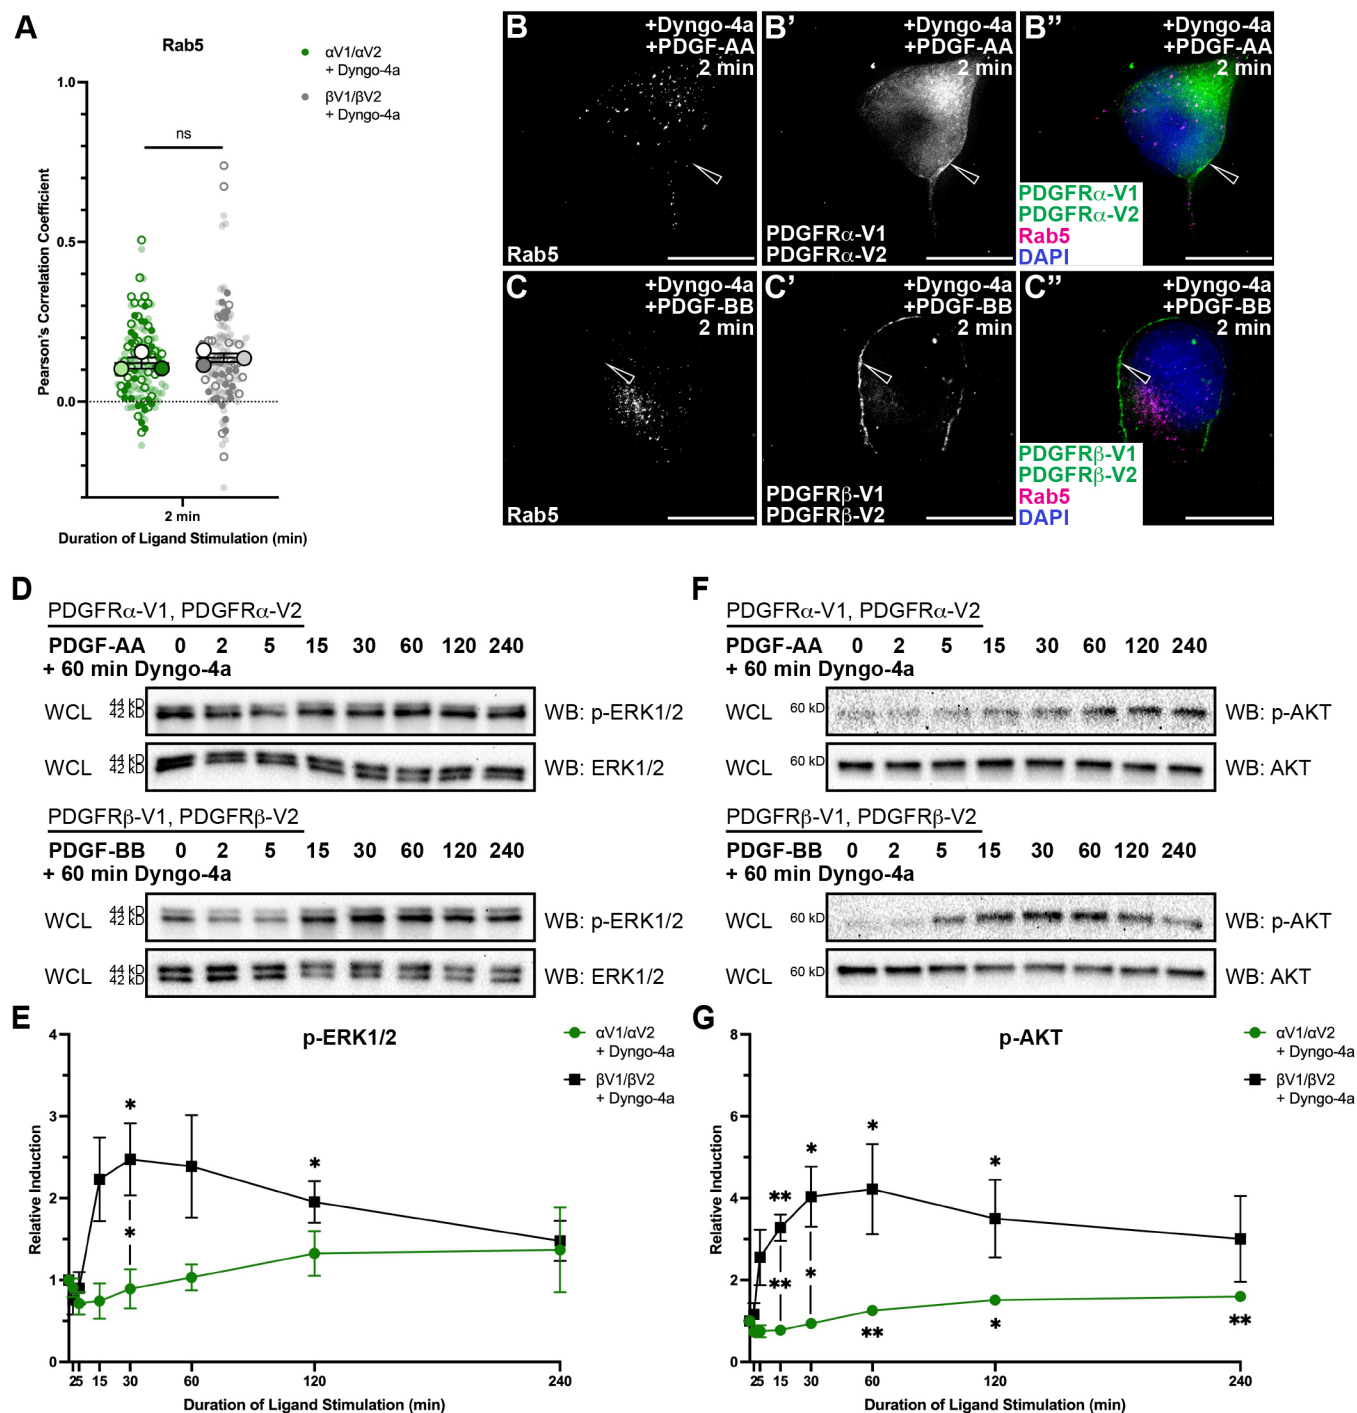 A
Rab5
αV1/αV2
+ Dyngo-4a
βV1/βV2
+ Dyngo-4a
ns
1.0
0.5
0.0
Pearson's Correlation Coefficient
2 min
Duration of Ligand Stimulation (min)
B
+Dyngo-4a
+PDGF-AA
2 min
Rab5
B'
+Dyngo-4a
+PDGF-AA
2 min
PDGFRα-V1
PDGFRα-V2
B''
+Dyngo-4a
+PDGF-AA
2 min
PDGFRα-V1
PDGFRα-V2
Rab5
DAPI
C
+Dyngo-4a
+PDGF-BB
2 min
Rab5
C'
+Dyngo-4a
+PDGF-BB
2 min
PDGFRβ-V1
PDGFRβ-V2
C''
+Dyngo-4a
+PDGF-BB
2 min
PDGFRβ-V1
PDGFRβ-V2
Rab5
DAPI
D
PDGFRα-V1, PDGFRα-V2
PDGF-AA 0 2 5 15 30 60 120 240
+ 60 min Dyngo-4a
WCL 44 kD
42 kD WB: p-ERK1/2
WCL 44 kD
42 kD WB: ERK1/2
PDGFRβ-V1, PDGFRβ-V2
PDGF-BB 0 2 5 15 30 60 120 240
+ 60 min Dyngo-4a
WCL 44 kD
42 kD WB: p-ERK1/2
WCL 44 kD
42 kD WB: ERK1/2
F
PDGFRα-V1, PDGFRα-V2
PDGF-AA 0 2 5 15 30 60 120 240
+ 60 min Dyngo-4a
WCL 60 kD WB: p-AKT
WCL 60 kD WB: AKT
PDGFRβ-V1, PDGFRβ-V2
PDGF-BB 0 2 5 15 30 60 120 240
+ 60 min Dyngo-4a
WCL 60 kD WB: p-AKT
WCL 60 kD WB: AKT
E
p-ERK1/2
αV1/αV2
+ Dyngo-4a
βV1/βV2
+ Dyngo-4a
4
3
2
1
0
Relative Induction
*
*
*
2 5 15 30 60 120 240
Duration of Ligand Stimulation (min)
G
p-AKT
αV1/αV2
+ Dyngo-4a
βV1/βV2
+ Dyngo-4a
8
6
4
2
0
Relative Induction
** * * *
** *
** * **
2 5 15 30 60 120 240
Duration of Ligand Stimulation (min)